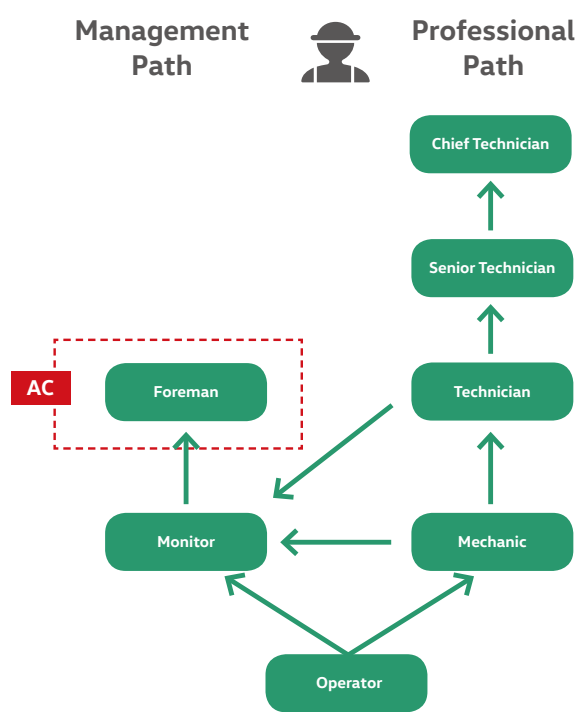 Management
Path
Professional
Path
Chief Technician
Senior Technician
AC
Foreman
Technician
Monitor
Mechanic
Operator